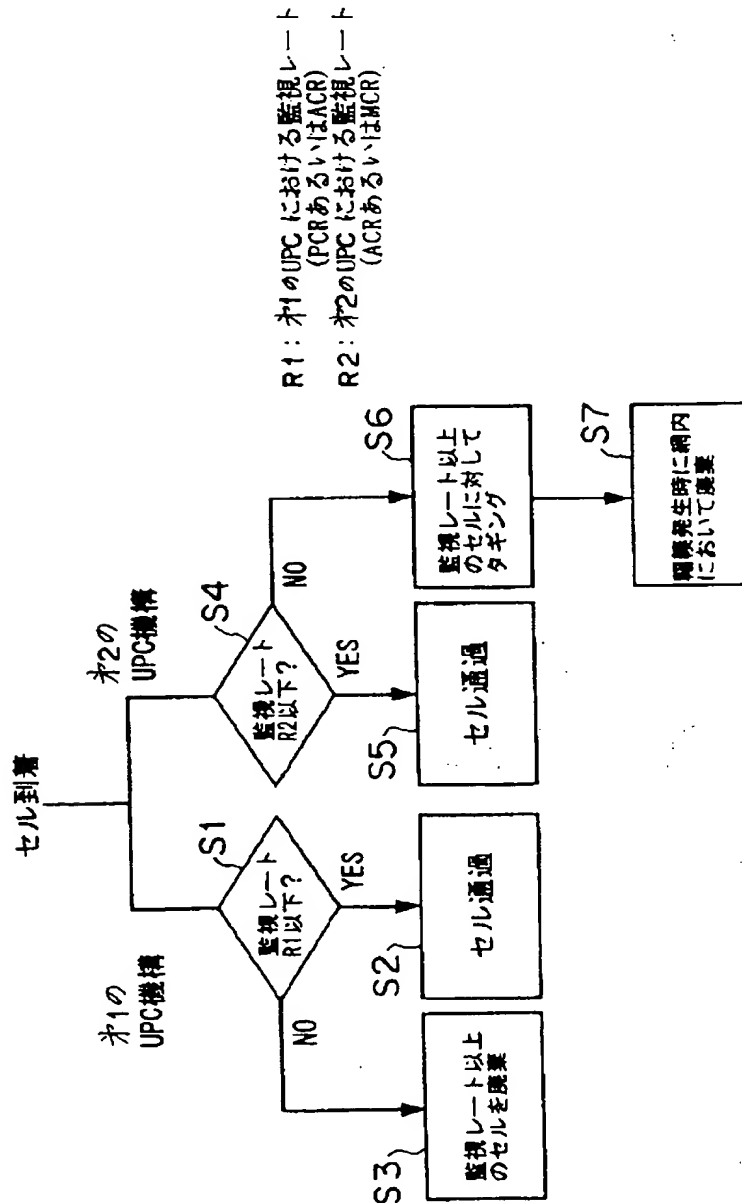 セル到着
第1の
UPC機構
第2の
UPC機構
S1
監視レート
R1以下?
NO
YES
S4
監視レート
R2以下?
NO
YES
S3
監視レート以上
のセルを廃棄
S2
セル通過
S5
セル通過
S6
監視レート以上
のセルに対して
タギング
S7
輻輳発生時に網内
において廃棄
R1:第1のUPCにおける監視レート
(PCRあるいはACR)
R2:第2のUPCにおける監視レート
(ACRあるいはMCR)